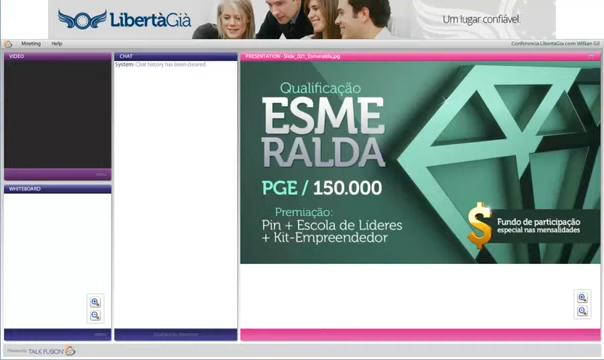 LibertàGià
Um lugar confiável.
Meeting Help
Conferencia LibertaGia com Willian Gil
VIDEO
CHAT
PRESENTATION - Slide_021_Esmeralda.jpg
System: Chat history has been cleared.
WHITEBOARD
Qualificação
ESME
RALDA
PGE / 150.000
Premiação:
Pin + Escola de Líderes
+ Kit-Empreendedor
$
Fundo de participação
especial nas mensalidades
TALK FUSION